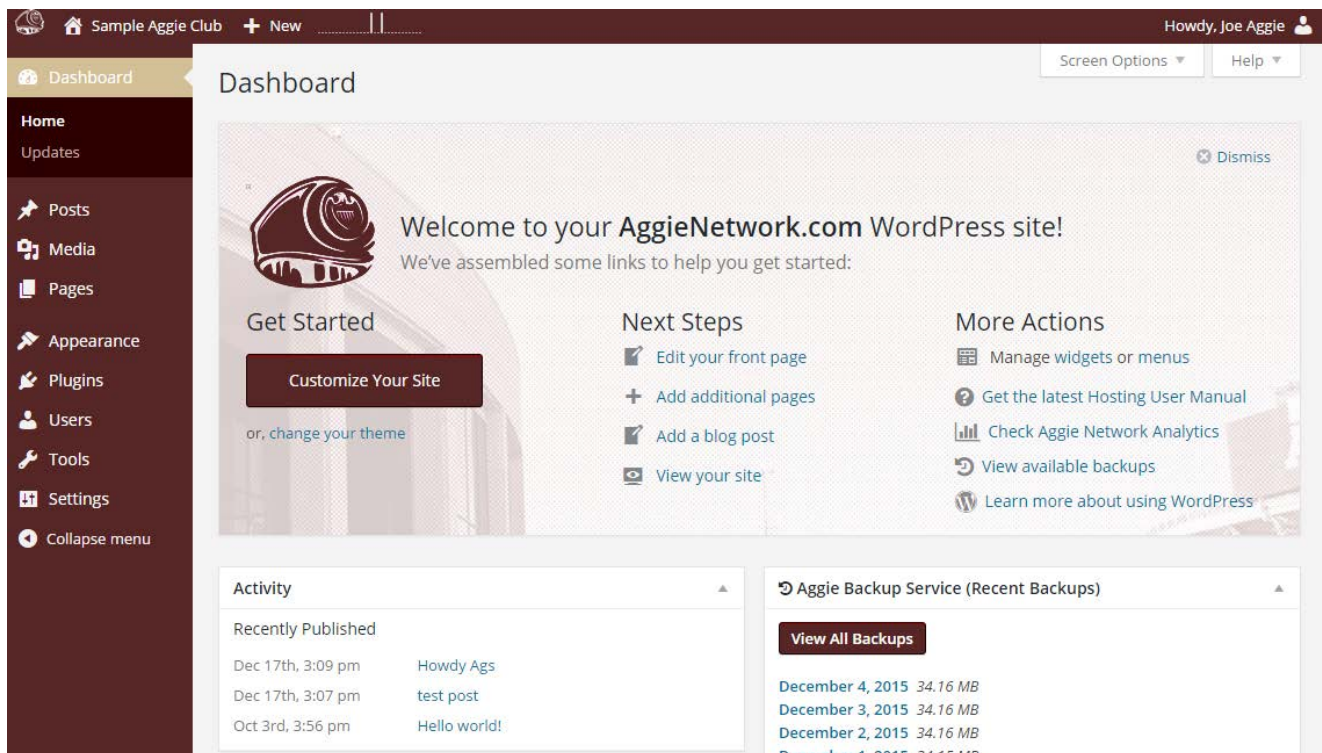 Sample Aggie Club + New Howdy, Joe Aggie
Screen Options Help
Dashboard
Home
Updates
Posts
Media
Pages
Appearance
Plugins
Users
Tools
Settings
Collapse menu
Dashboard
Dismiss
Welcome to your AggieNetwork.com WordPress site!
We've assembled some links to help you get started:
Get Started
Customize Your Site
or, change your theme
Next Steps
Edit your front page
Add additional pages
Add a blog post
View your site
More Actions
Manage widgets or menus
Get the latest Hosting User Manual
Check Aggie Network Analytics
View available backups
Learn more about using WordPress
Activity
Recently Published
Dec 17th, 3:09 pm Howdy Ags
Dec 17th, 3:07 pm test post
Oct 3rd, 3:56 pm Hello world!
Aggie Backup Service (Recent Backups)
View All Backups
December 4, 2015 34.16 MB
December 3, 2015 34.16 MB
December 2, 2015 34.16 MB